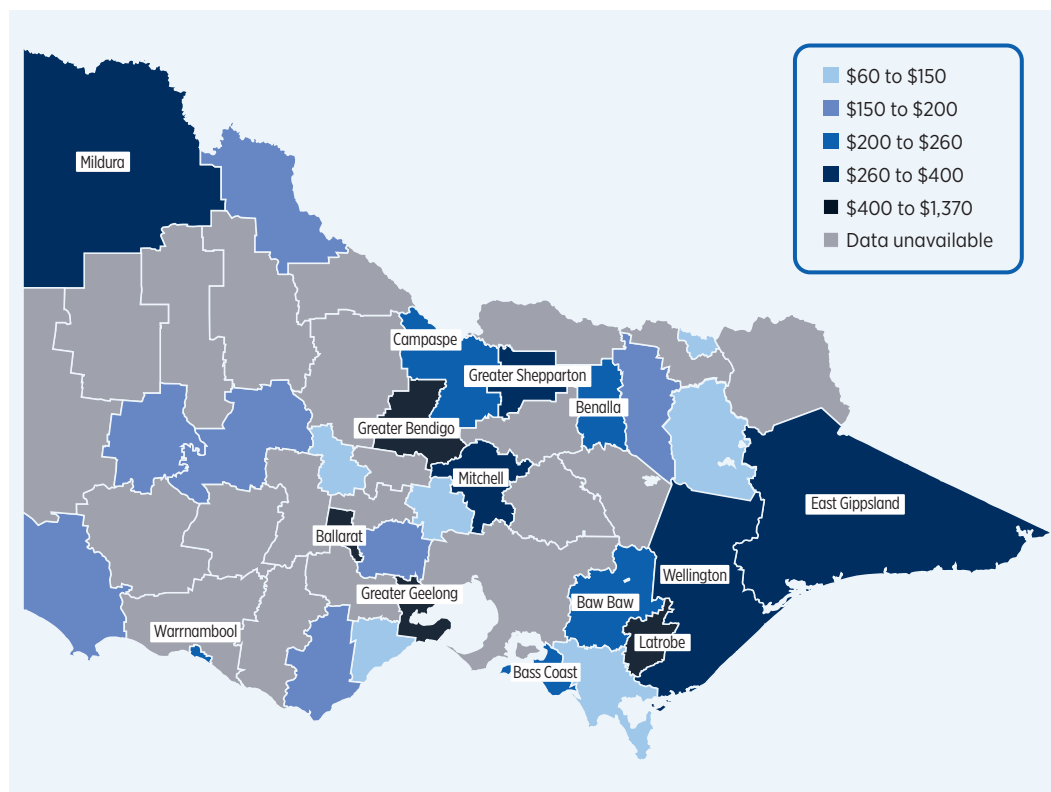 $60 to $150
$150 to $200
$200 to $260
$260 to $400
$400 to $1,370
Data unavailable
Mildura
Campaspe
Greater Shepparton
Benalla
Greater Bendigo
Mitchell
East Gippsland
Ballarat
Wellington
Greater Geelong
Baw Baw
Warrnambool
Latrobe
Bass Coast